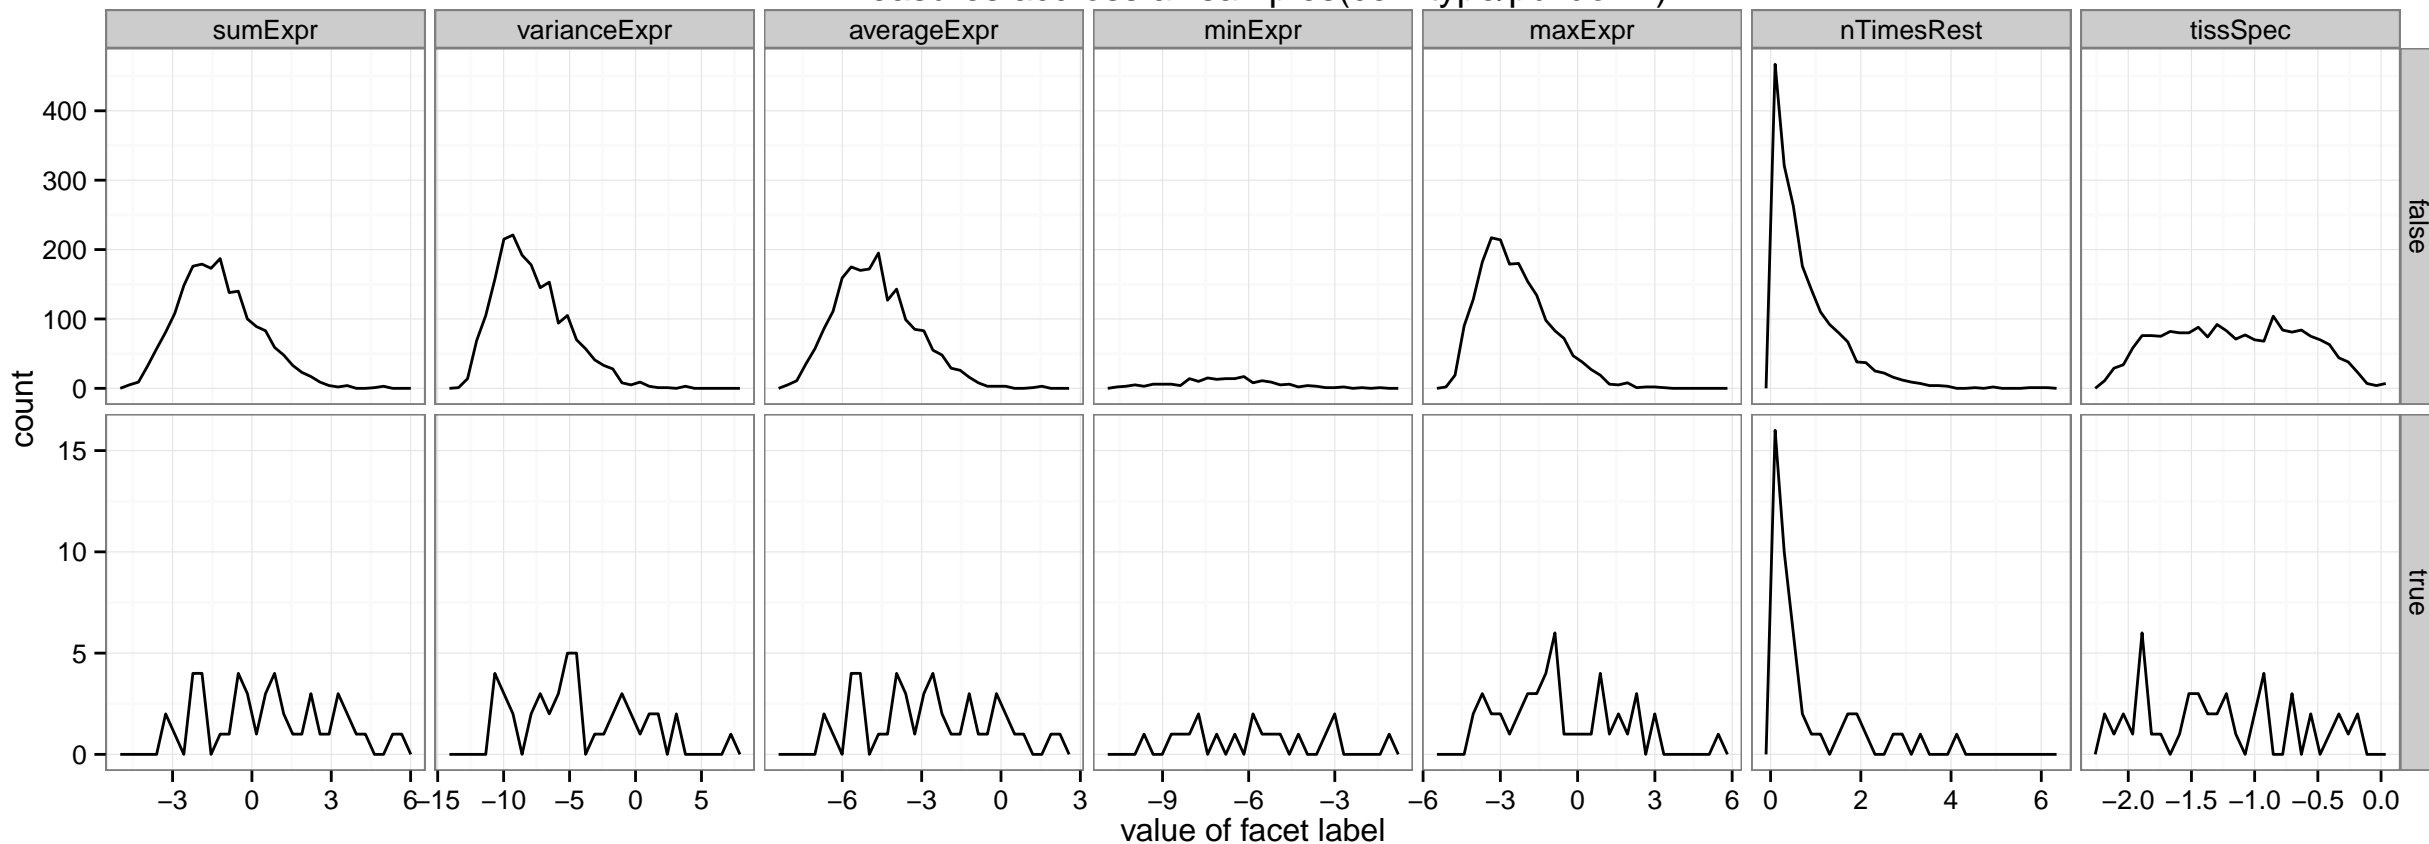 sumExpr varianceExpr averageExpr minExpr maxExpr nTimesRest tissSpec
400
300
200
100
0
false
count
15
10
5
0
true
−3 0 3 6 −15 −10 −5 0 5 −6 −3 0 3 −9 −6 −3 −6 −3 0 3 6 0 2 4 6 −2.0 −1.5 −1.0 −0.5 0.0
value of facet label